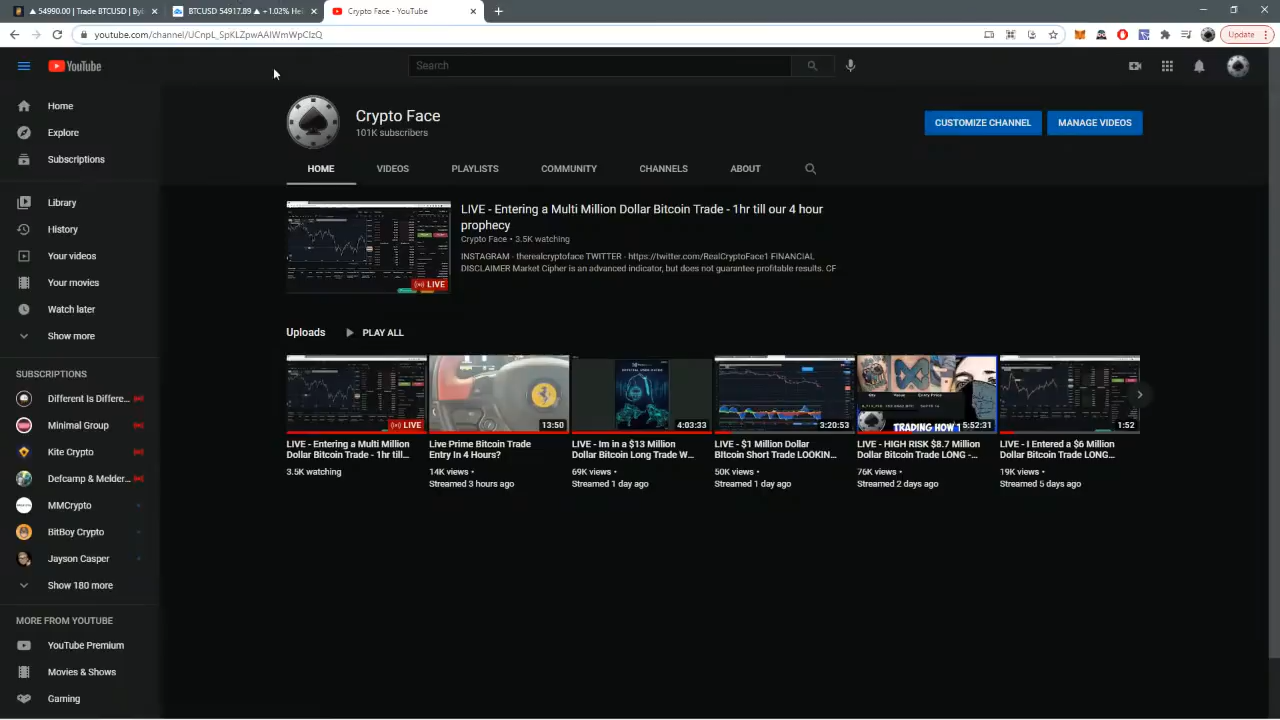 ▲ 54990.00 | Trade BTCUSD | Byb
BTCUSD 54917.89 ▲ +1.02% Hei
Crypto Face - YouTube
youtube.com/channel/UCnpL_SpKLZpwAAIWmWpCIzQ
Update
YouTube
Search
Home
Explore
Subscriptions
Library
History
Your videos
Your movies
Watch later
Show more
SUBSCRIPTIONS
Different Is Differe...
Minimal Group
Kite Crypto
Defcamp & Melder...
MMCrypto
BitBoy Crypto
Jayson Casper
Show 180 more
MORE FROM YOUTUBE
YouTube Premium
Movies & Shows
Gaming
Crypto Face
101K subscribers
CUSTOMIZE CHANNEL
MANAGE VIDEOS
HOME
VIDEOS
PLAYLISTS
COMMUNITY
CHANNELS
ABOUT
LIVE
LIVE - Entering a Multi Million Dollar Bitcoin Trade - 1hr till our 4 hour
prophecy
Crypto Face • 3.5K watching
INSTAGRAM - therealcryptoface TWITTER - https://twitter.com/RealCryptoFace1 FINANCIAL
DISCLAIMER Market Cipher is an advanced indicator, but does not guarantee profitable results. CF
Uploads
PLAY ALL
LIVE
LIVE - Entering a Multi Million
Dollar Bitcoin Trade - 1hr till...
3.5K watching
13:50
Live Prime Bitcoin Trade
Entry In 4 Hours?
14K views •
Streamed 3 hours ago
4:03:33
LIVE - Im in a $13 Million
Dollar Bitcoin Long Trade W...
69K views •
Streamed 1 day ago
3:20:53
LIVE - $1 Million Dollar
BItcoin Short Trade LOOKIN...
50K views •
Streamed 1 day ago
Entry Price
TRADING HOW
5:52:31
LIVE - HIGH RISK $8.7 Million
Dollar Bitcoin Trade LONG -...
76K views •
Streamed 2 days ago
1:52
LIVE - I Entered a $6 Million
Dollar Bitcoin Trade LONG...
19K views •
Streamed 5 days ago